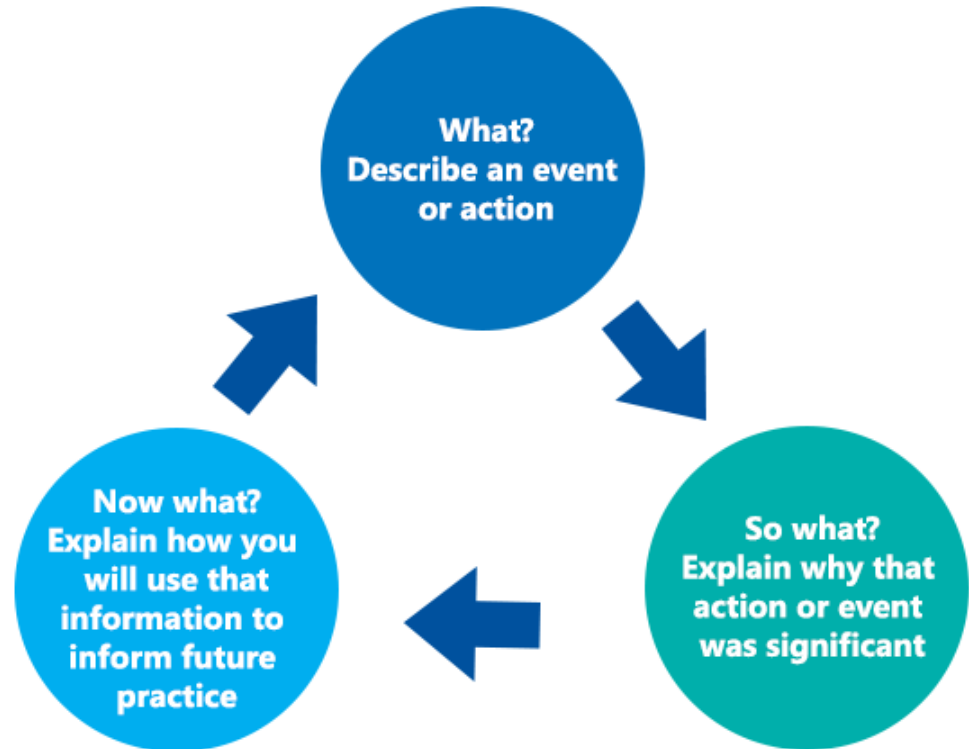 What?
Describe an event
or action
So what?
Explain why that
action or event
was significant
Now what?
Explain how you
will use that
information to
inform future
practice